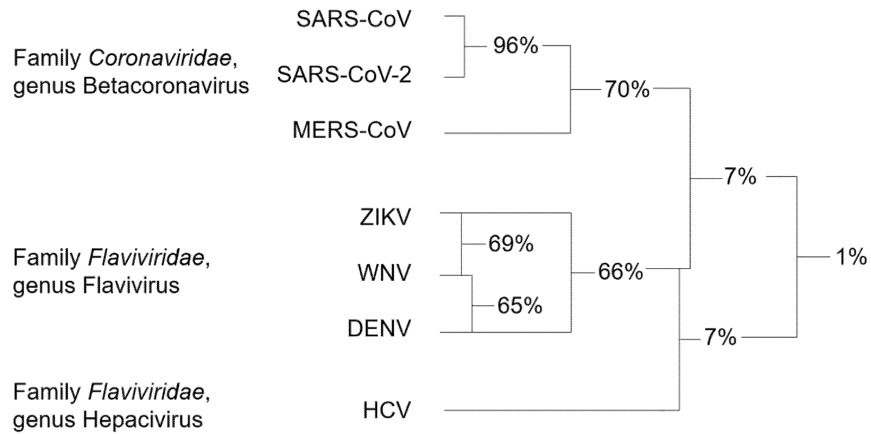 SARS-CoV
Family Coronaviridae,
genus Betacoronavirus
96%
SARS-CoV-2
70%
MERS-CoV
7%
ZIKV
69%
Family Flaviviridae,
genus Flavivirus
WNV
66%
1%
65%
DENV
7%
Family Flaviviridae,
genus Hepacivirus
HCV